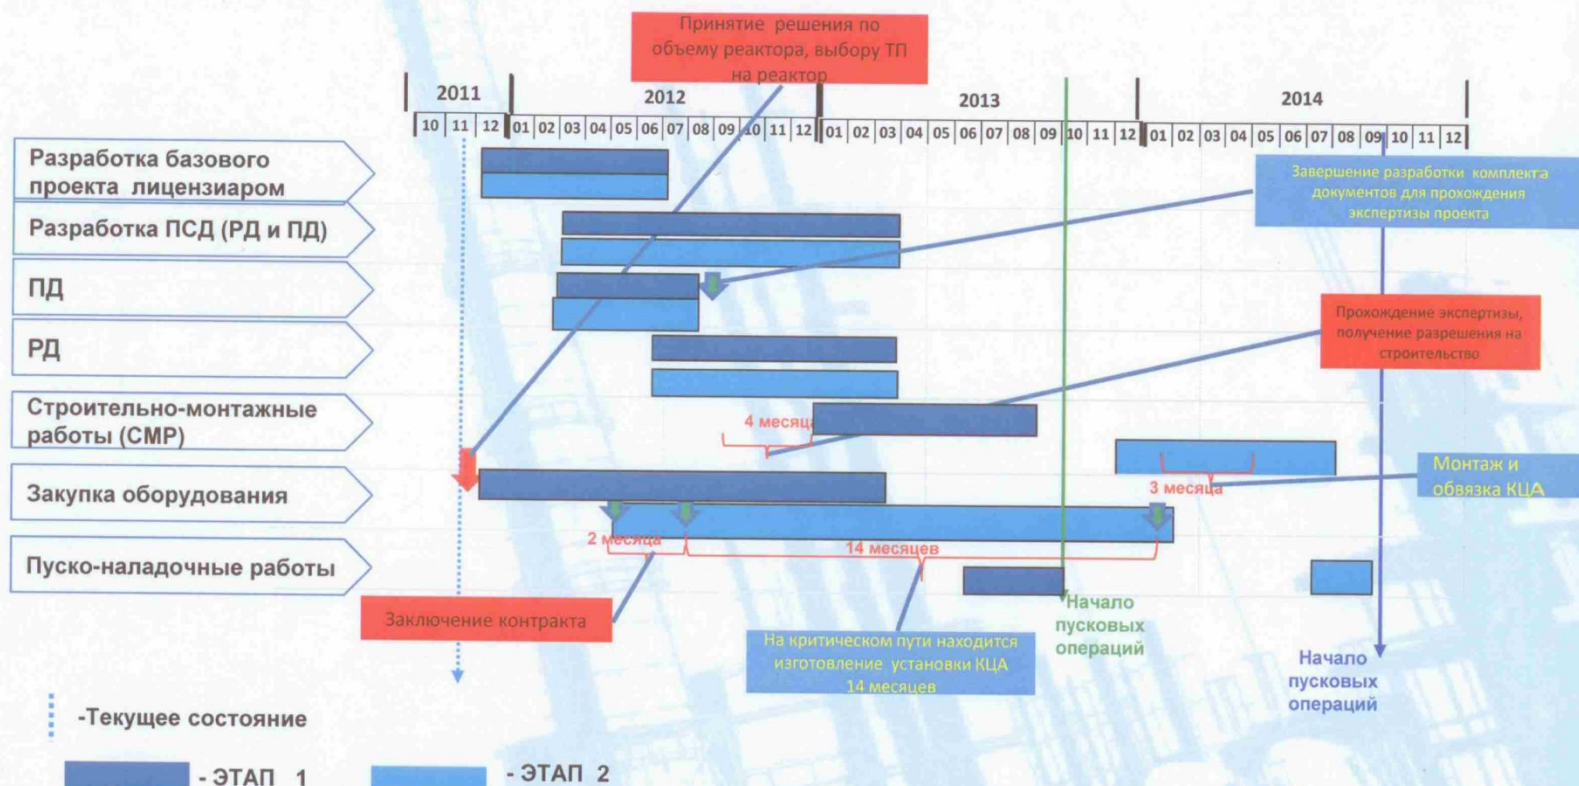 Принятие решения по
объему реактора, выбору ТП
на реактор
2011 2012 2013 2014
10 11 12 01 02 03 04 05 06 07 08 09 10 11 12 01 02 03 04 05 06 07 08 09 10 11 12 01 02 03 04 05 06 07 08 09 10 11 12
Разработка базового
проекта лицензиаром
Завершение разработки комплекта
документов для прохождения
экспертизы проекта
Разработка ПСД (РД и ПД)
ПД
Прохождение экспертизы,
получение разрешения на
строительство
РД
Строительно-монтажные
работы (СМР)
4 месяца
Монтаж и
обвязка КЦА
3 месяца
Закупка оборудования
2 месяца
14 месяцев
Пуско-наладочные работы
Заключение контракта
На критическом пути находится
изготовление установки КЦА
14 месяцев
Начало
пусковых
операций
Начало
пусковых
операций
-Текущее состояние
- ЭТАП 1
- ЭТАП 2